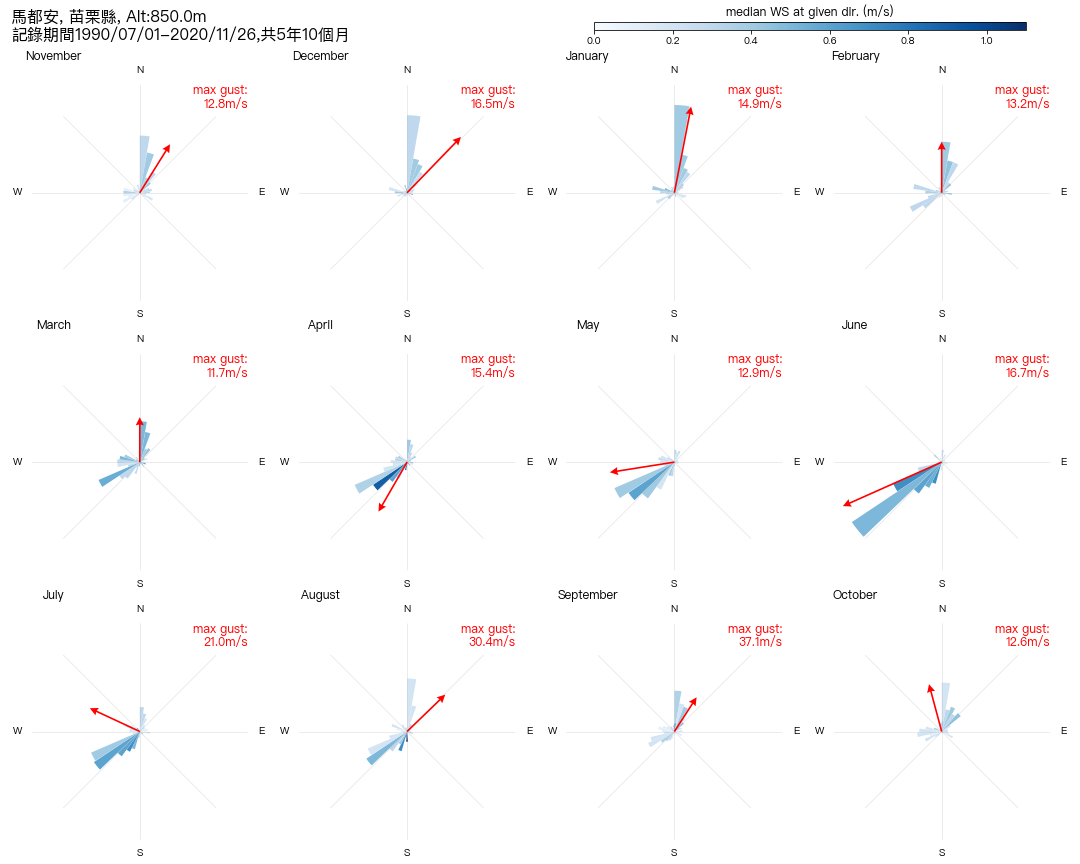 馬都安, 苗栗縣, Alt:850.0m
記錄期間1990/07/01–2020/11/26,共5年10個月
median WS at given dir. (m/s)
0.0 0.2 0.4 0.6 0.8 1.0
November December January February
N N N N
max gust: max gust: max gust: max gust:
12.8m/s 16.5m/s 14.9m/s 13.2m/s
W E W E W E W E
S S S S
March April May June
N N N N
max gust: max gust: max gust: max gust:
11.7m/s 15.4m/s 12.9m/s 16.7m/s
W E W E W E W E
S S S S
July August September October
N N N N
max gust: max gust: max gust: max gust:
21.0m/s 30.4m/s 37.1m/s 12.6m/s
W E W E W E W E
S S S S